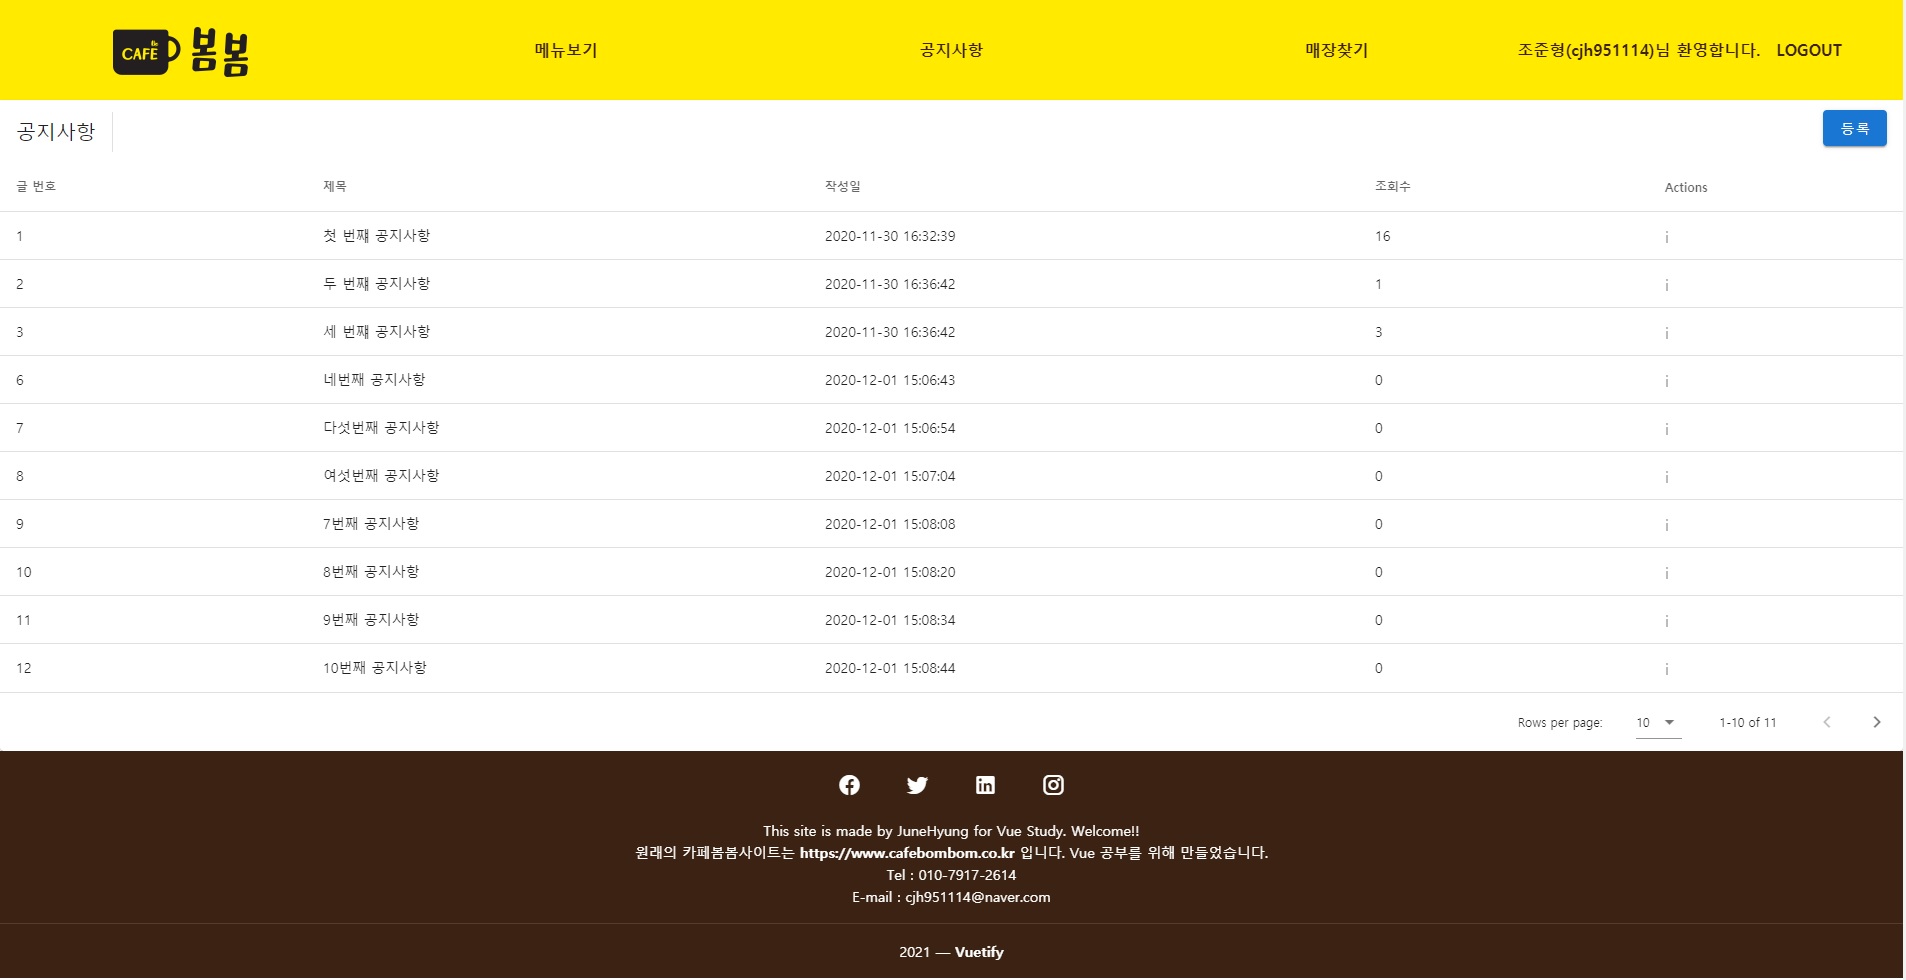 CAFE 봄봄 메뉴보기 공지사항 매장찾기 조준형(cjh951114)님 환영합니다. LOGOUT
공지사항 등록
글 번호 제목 작성일 조회수 Actions
1 첫 번째 공지사항 2020-11-30 16:32:39 16 i
2 두 번째 공지사항 2020-11-30 16:36:42 1 i
3 세 번째 공지사항 2020-11-30 16:36:42 3 i
6 네번째 공지사항 2020-12-01 15:06:43 0 i
7 다섯번째 공지사항 2020-12-01 15:06:54 0 i
8 여섯번째 공지사항 2020-12-01 15:07:04 0 i
9 7번째 공지사항 2020-12-01 15:08:08 0 i
10 8번째 공지사항 2020-12-01 15:08:20 0 i
11 9번째 공지사항 2020-12-01 15:08:34 0 i
12 10번째 공지사항 2020-12-01 15:08:44 0 i
Rows per page: 10 1-10 of 11
This site is made by JuneHyung for Vue Study. Welcome!!
원래의 카페봄봄사이트는 https://www.cafebombom.co.kr 입니다. Vue 공부를 위해 만들었습니다.
Tel : 010-7917-2614
E-mail : cjh951114@naver.com
2021 — Vuetify